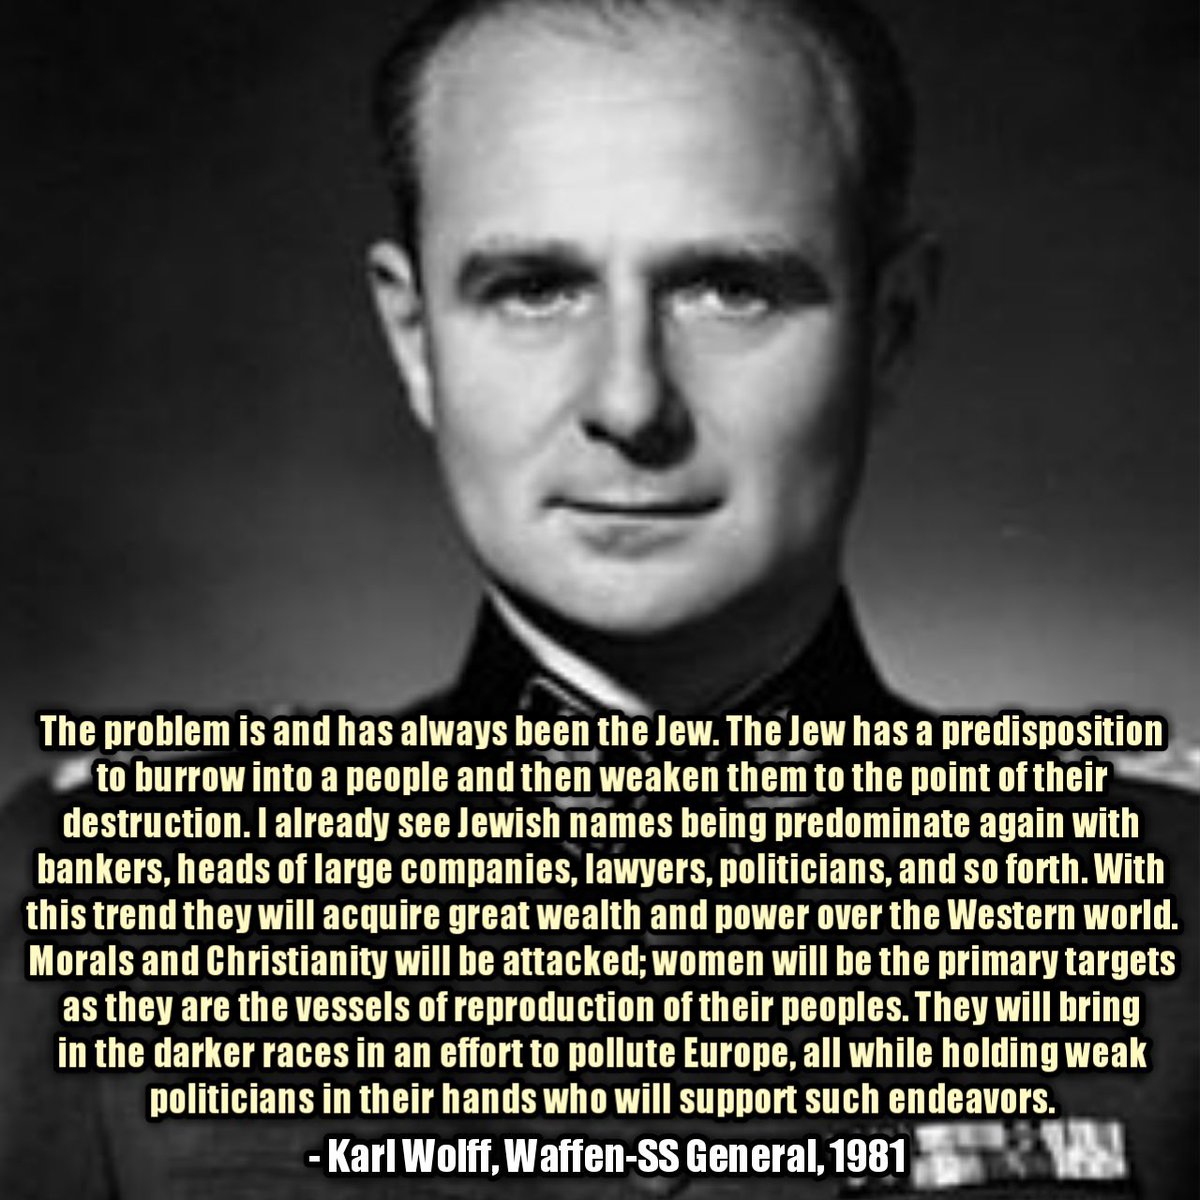 The problem is and has always been the Jew. The Jew has a predisposition
to burrow into a people and then weaken them to the point of their
destruction. I already see Jewish names being predominate again with
bankers, heads of large companies, lawyers, politicians, and so forth. With
this trend they will acquire great wealth and power over the Western world.
Morals and Christianity will be attacked; women will be the primary targets
as they are the vessels of reproduction of their peoples. They will bring
in the darker races in an effort to pollute Europe, all while holding weak
politicians in their hands who will support such endeavors.
- Karl Wolff, Waffen-SS General, 1981